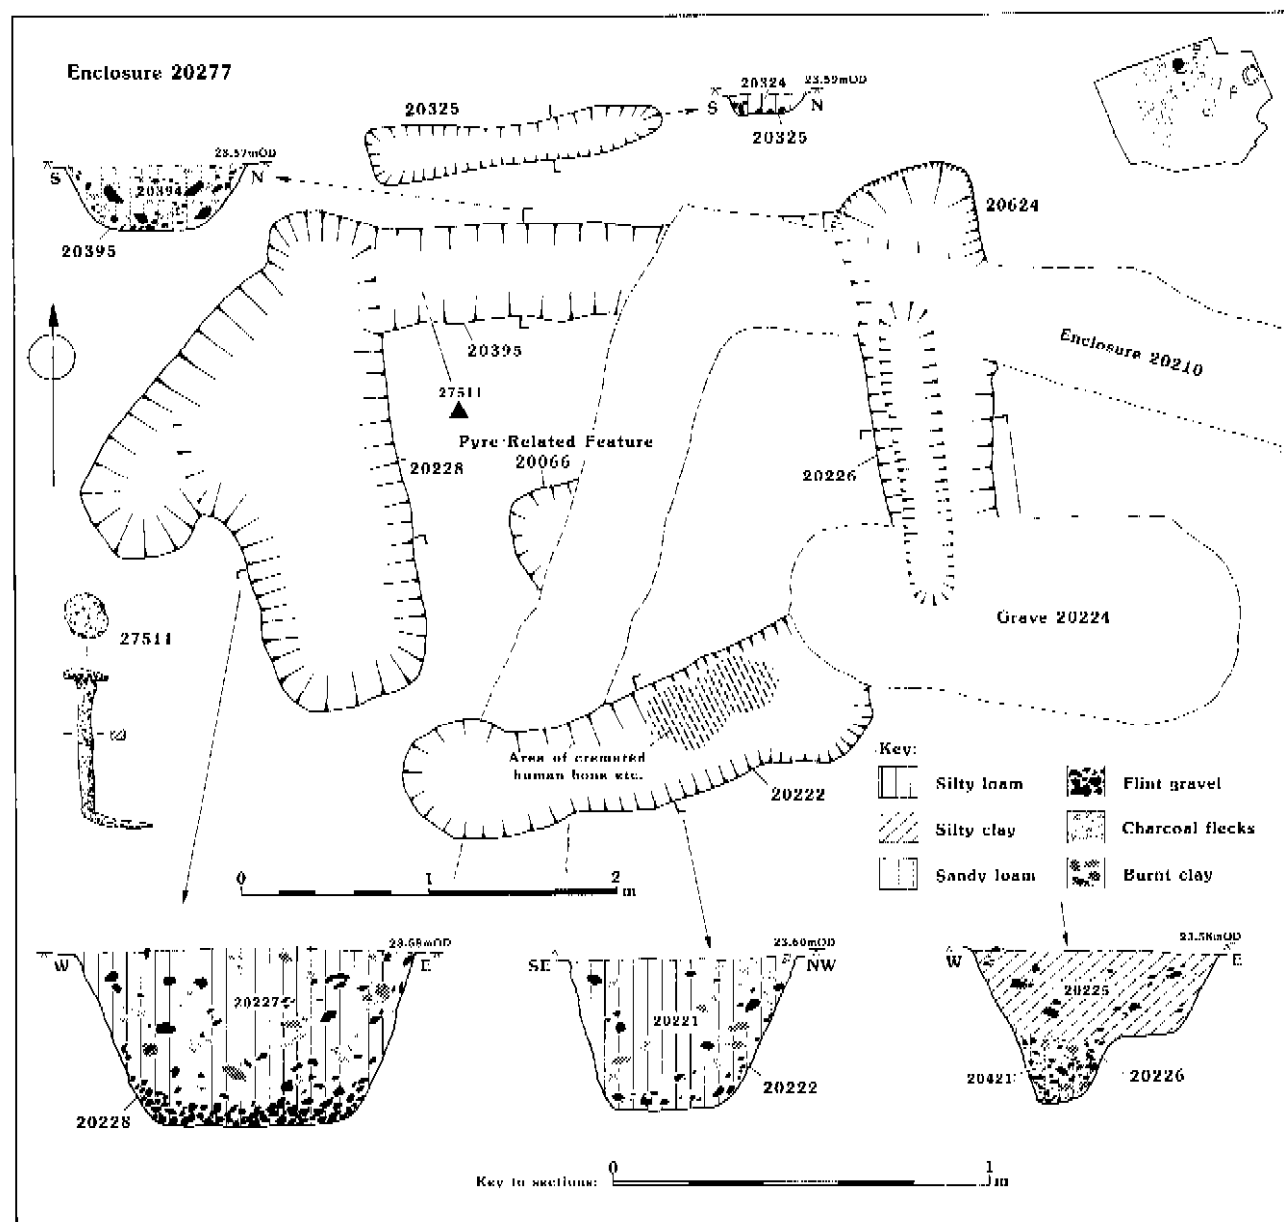 Enclosure 20277
20325
S
20324
23.59mOD
N
20325
23.57mOD
S
20394
N
20395
20624
20395
Enclosure 20210
27511
Pyre-Related Feature
20066
20228
20226
27511
Grave 20224
Area of cremated
human bone etc.
20222
Key:
Silty loam
Flint gravel
Silty clay
Charcoal flecks
Sandy loam
Burnt clay
0 1 2
m
W
E
20227
20228
SE
23.60mOD
NW
20221
20222
W
23.58mOD
E
20225
20421
20226
Key to sections:
0 1
m